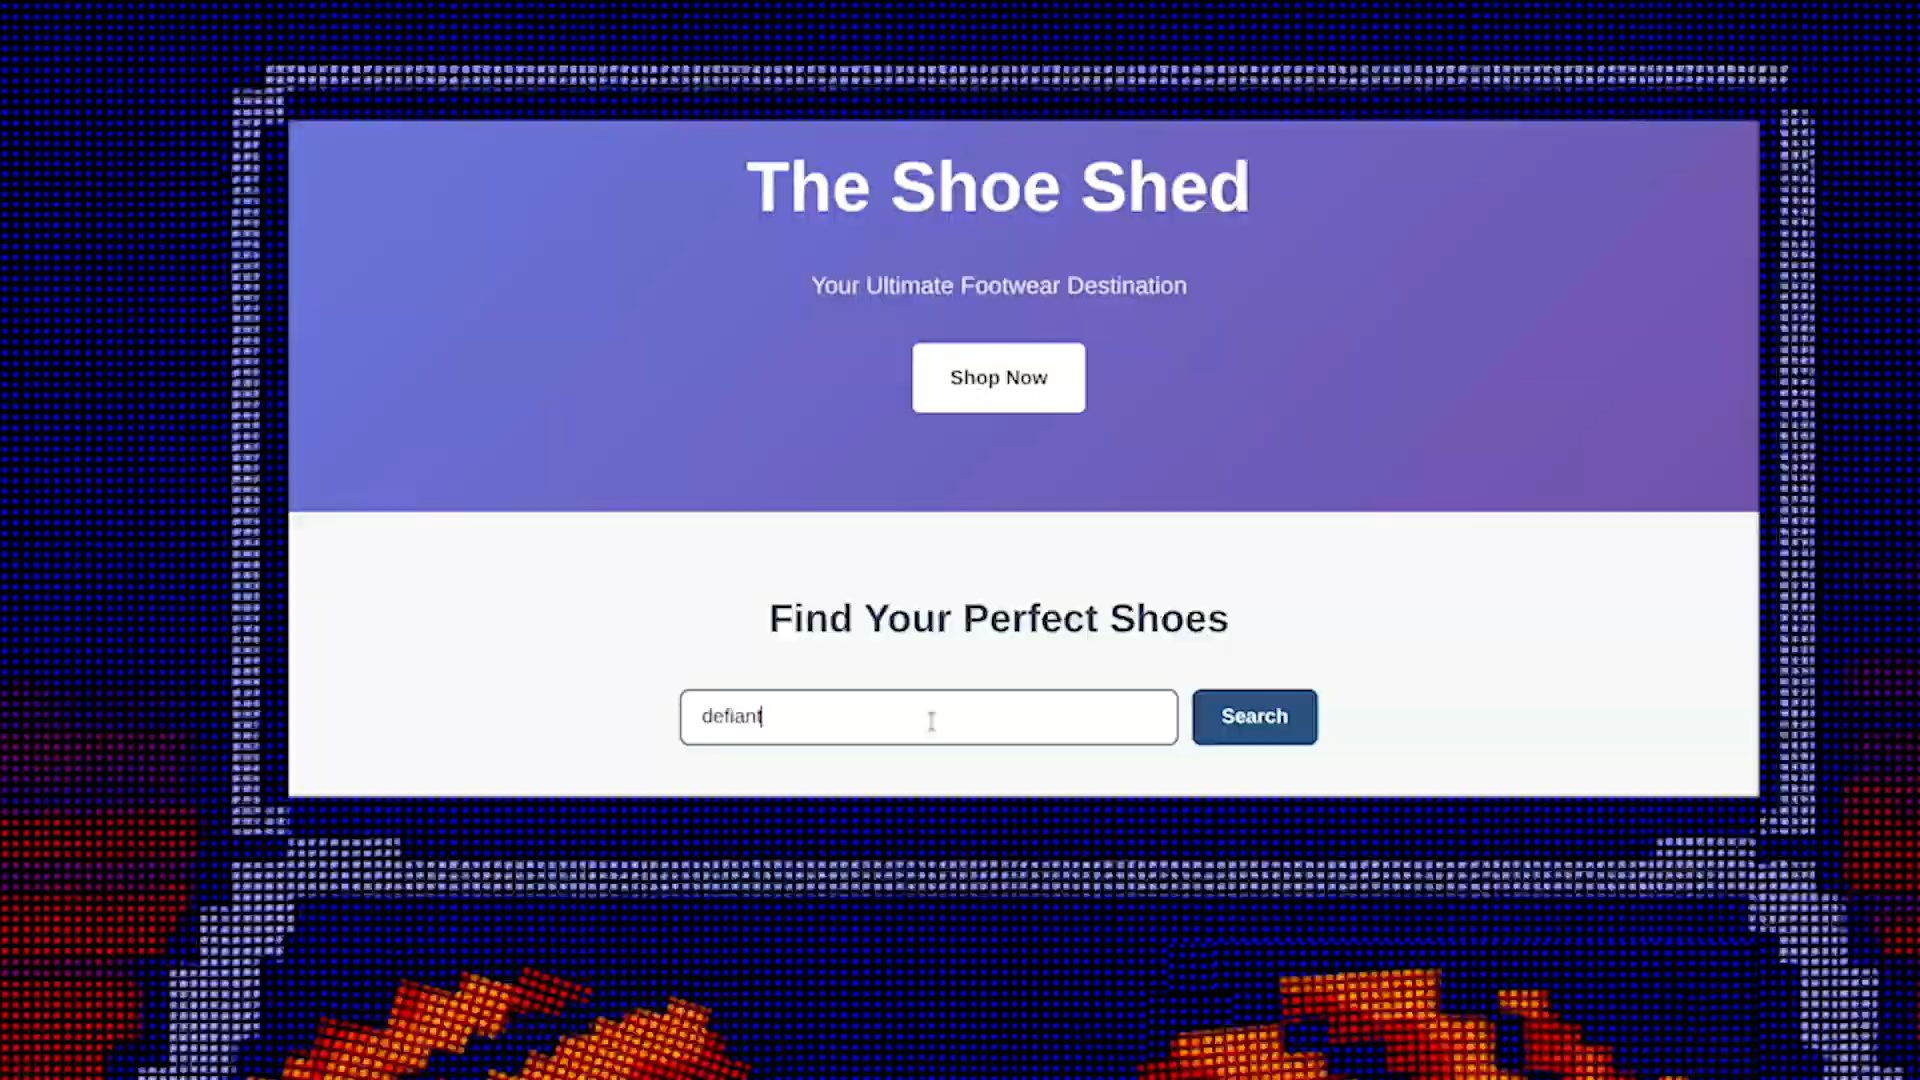 The Shoe Shed
Your Ultimate Footwear Destination
Shop Now
Find Your Perfect Shoes
defiant
Search